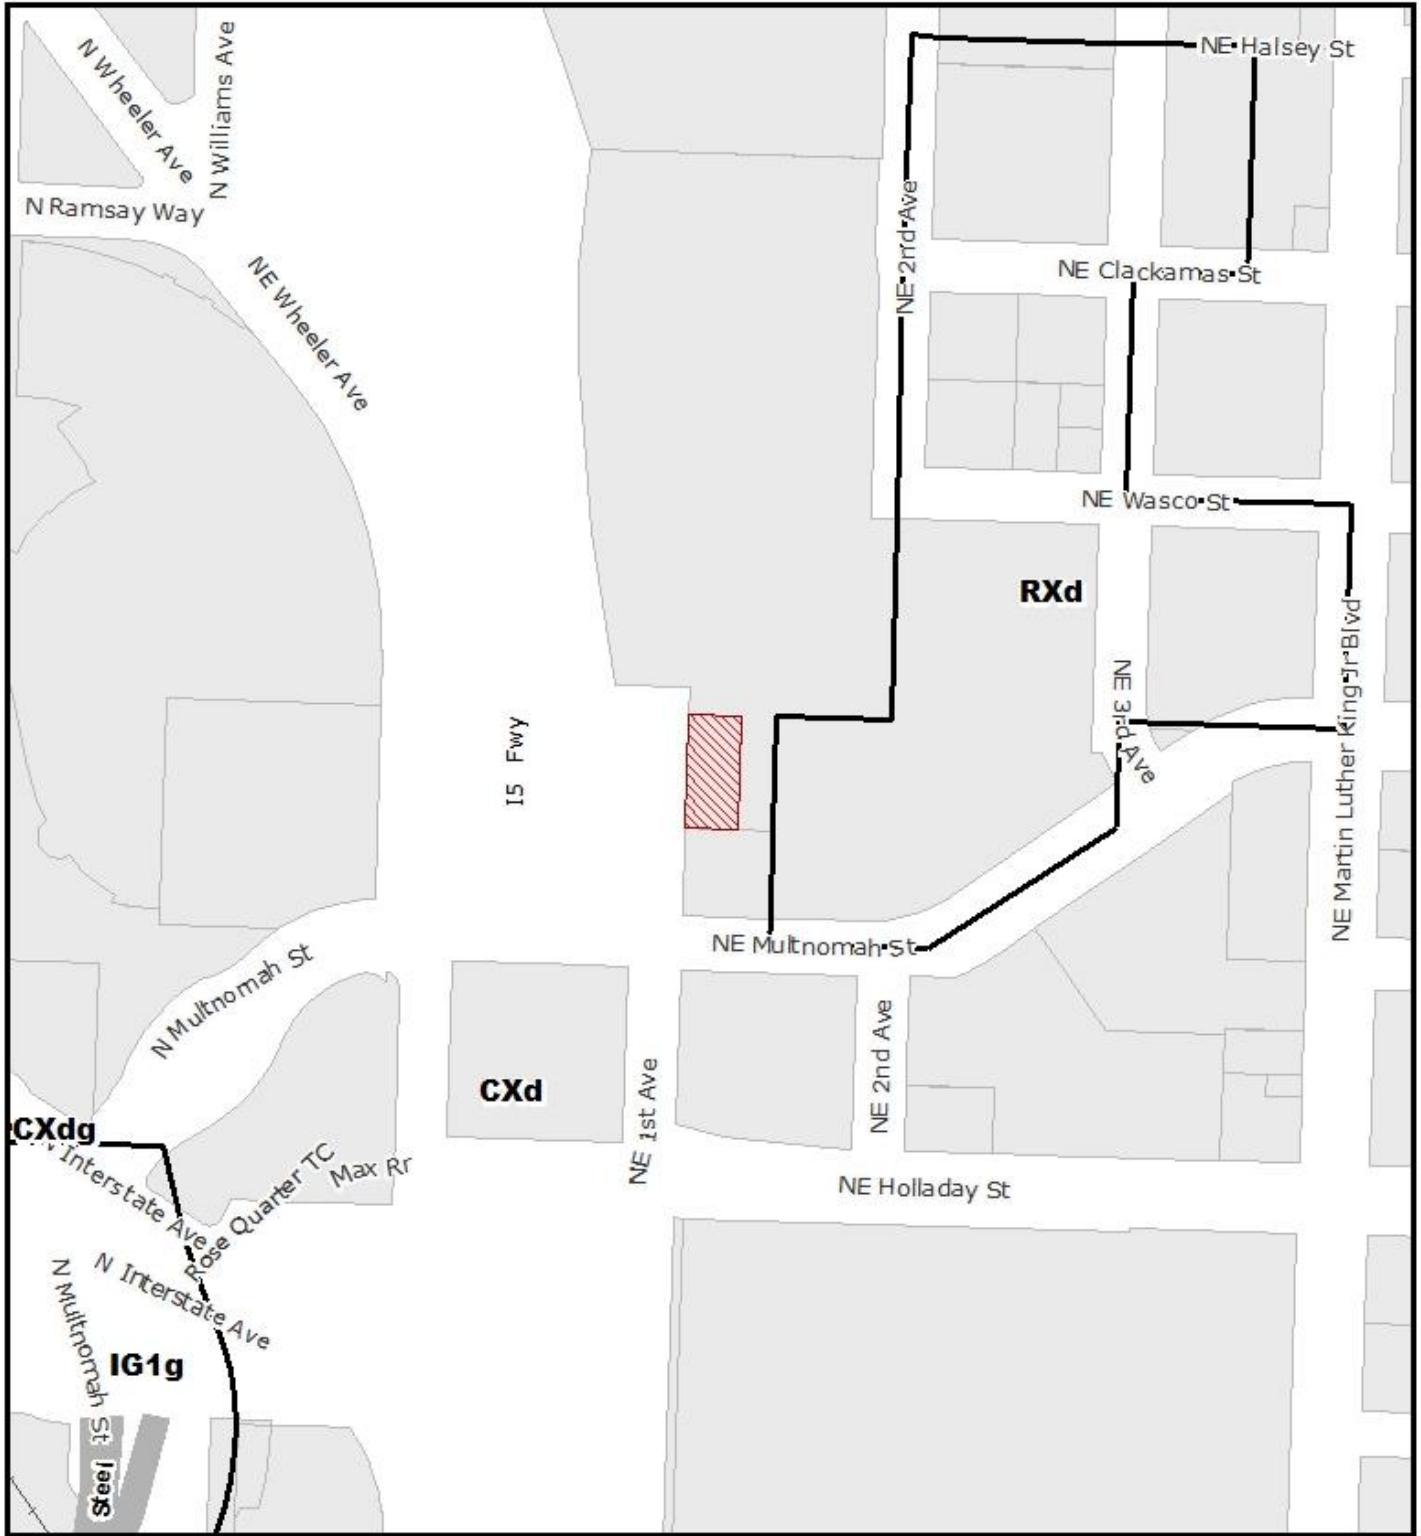 N Wheeler Ave
N Williams Ave
NE Halsey St
N Ramsay Way
NE 2nd Ave
NE Wheeler Ave
NE Clackamas St
NE Wasco St
RXd
NE 3rd Ave
NE Martin Luther King Jr Blvd
I5 Fwy
NE Multnomah St
N Multnomah St
NE 2nd Ave
CXd
NE 1st Ave
CXdg
N Interstate Ave
Rose Quarter TC
Max Rr
NE Holladay St
N Interstate Ave
N Multnomah St
IG1g
Steel